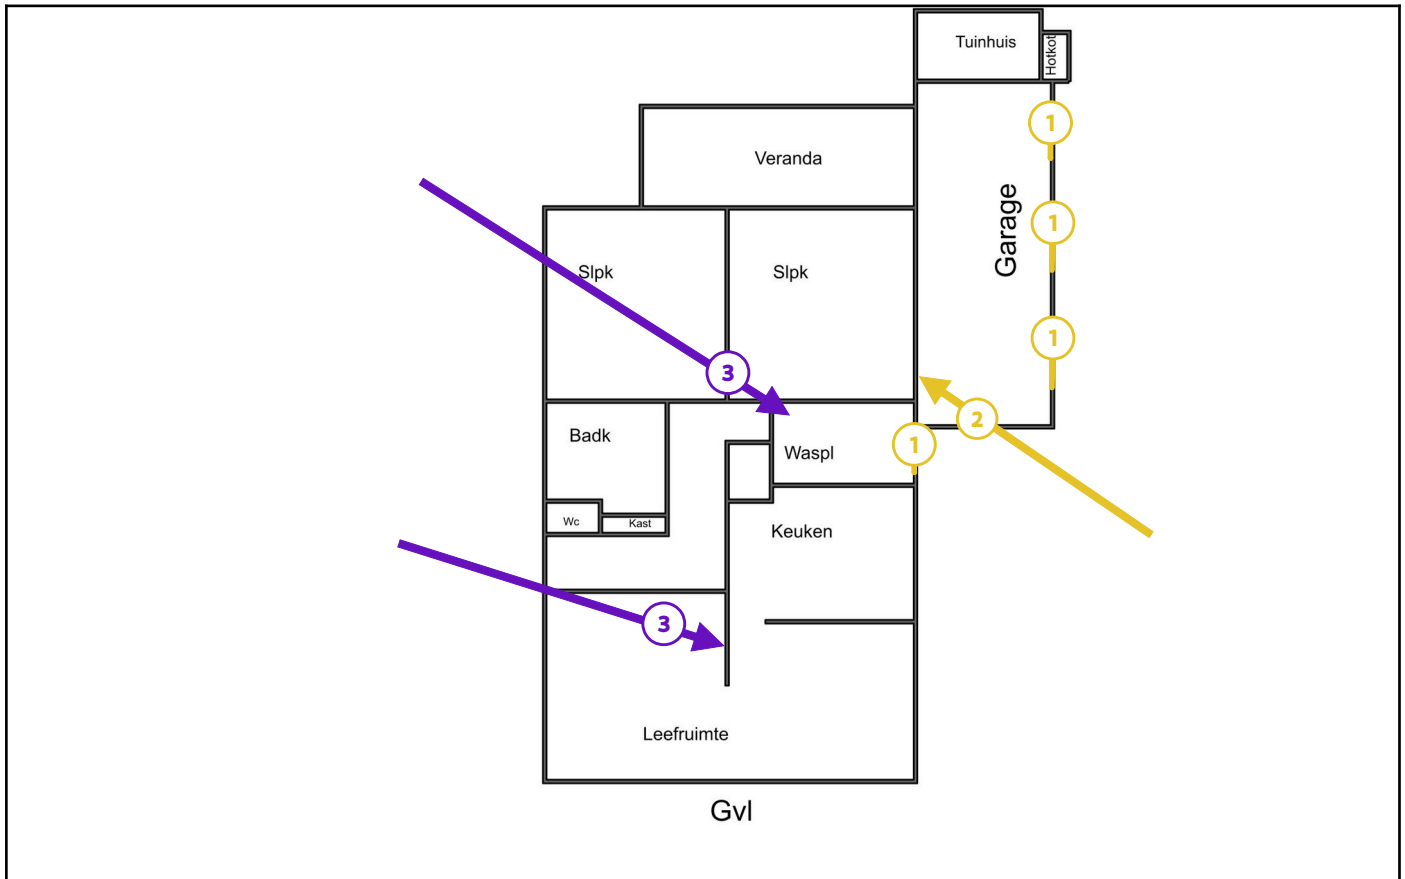 Tuinhuis
Hotkot
1
Veranda
Garage
1
Slpk
Slpk
1
3
2
Badk
Waspl
1
Wc
Kast
Keuken
3
Leefruimte
Gvl